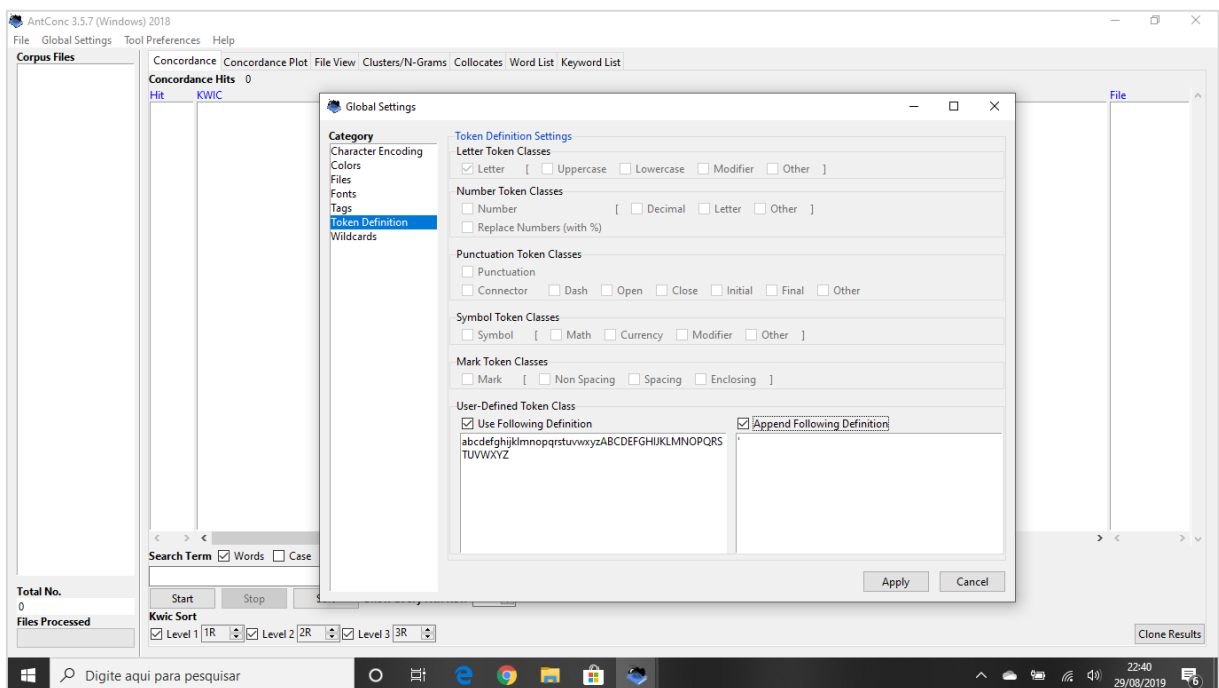 AntConc 3.5.7 (Windows) 2018
File Global Settings Tool Preferences Help
Corpus Files
Concordance Concordance Plot File View Clusters/N-Grams Collocates Word List Keyword List
Concordance Hits 0
Hit KWIC File
Global Settings
Category
Character Encoding
Colors
Files
Fonts
Tags
Token Definition
Wildcards
Token Definition Settings
Letter Token Classes
Letter [ Uppercase Lowercase Modifier Other ]
Number Token Classes
Number [ Decimal Letter Other ]
Replace Numbers (with %)
Punctuation Token Classes
Punctuation
Connector Dash Open Close Initial Final Other
Symbol Token Classes
Symbol [ Math Currency Modifier Other ]
Mark Token Classes
Mark [ Non Spacing Spacing Enclosing ]
User-Defined Token Class
Use Following Definition Append Following Definition
abcdefghijklmnopqrstuvwxyzABCDEFGHIJKLMNOPQRS '
TUVWXYZ
Apply Cancel
Search Term Words Case
Total No.
0
Files Processed
Start Stop
Kwic Sort
Level 1 1R Level 2 2R Level 3 3R
Clone Results
Digite aqui para pesquisar
22:40
29/08/2019
6